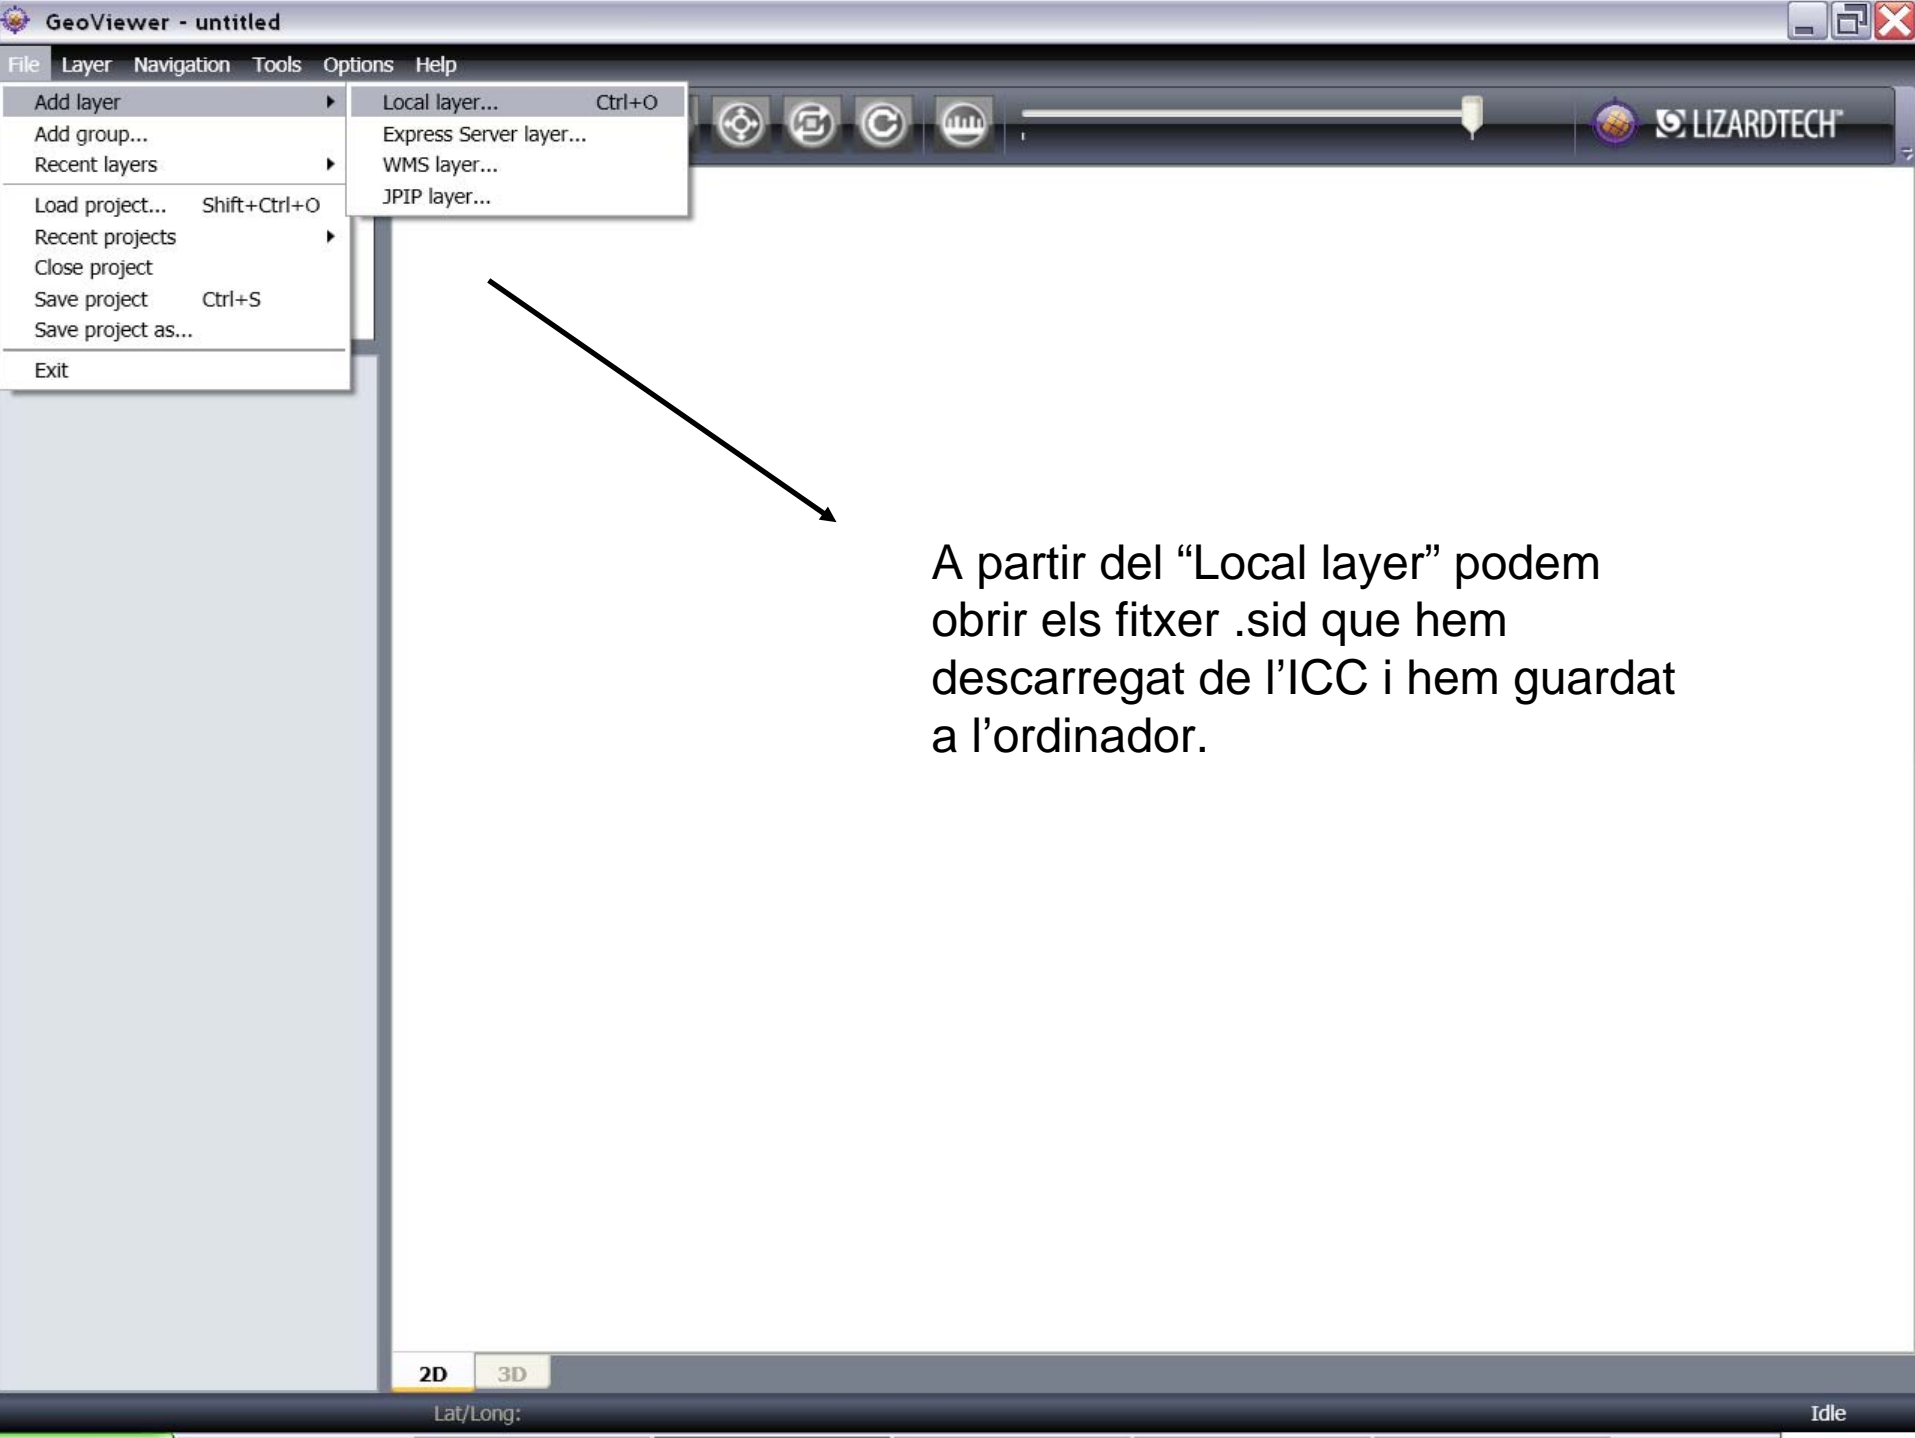 GeoViewer - untitled
File Layer Navigation Tools Options Help
Add layer
Add group...
Recent layers
Load project... Shift+Ctrl+O
Recent projects
Close project
Save project Ctrl+S
Save project as...
Exit
Local layer... Ctrl+O
Express Server layer...
WMS layer...
JPIP layer...
LIZARDTECH
A partir del “Local layer” podem
obrir els fitxer .sid que hem
descarregat de l’ICC i hem guardat
a l’ordinador.
2D 3D
Lat/Long: Idle